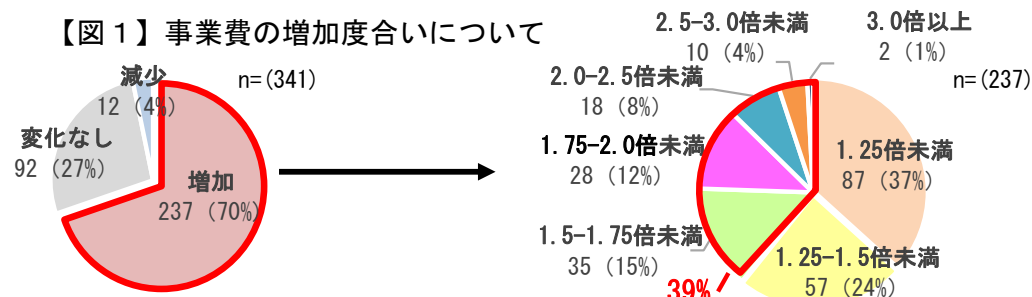 【図１】事業費の増加度合いについて
n=(341)
減少
12 (4%)
変化なし
92 (27%)
増加
237 (70%)
2.5-3.0倍未満
10 (4%)
3.0倍以上
2 (1%)
n=(237)
2.0-2.5倍未満
18 (8%)
1.75-2.0倍未満
28 (12%)
1.25倍未満
87 (37%)
1.5-1.75倍未満
35 (15%)
1.25-1.5倍未満
57 (24%)
39%